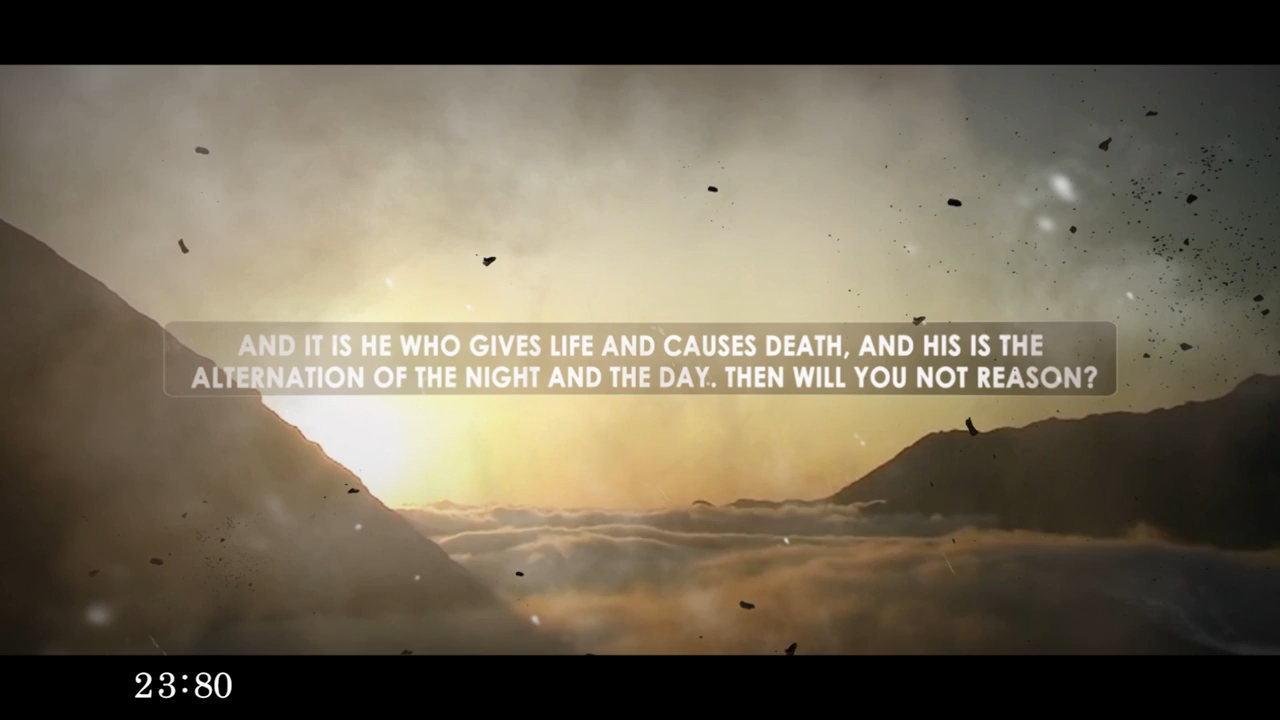 AND IT IS HE WHO GIVES LIFE AND CAUSES DEATH, AND HIS IS THE
ALTERNATION OF THE NIGHT AND THE DAY. THEN WILL YOU NOT REASON?
23:80